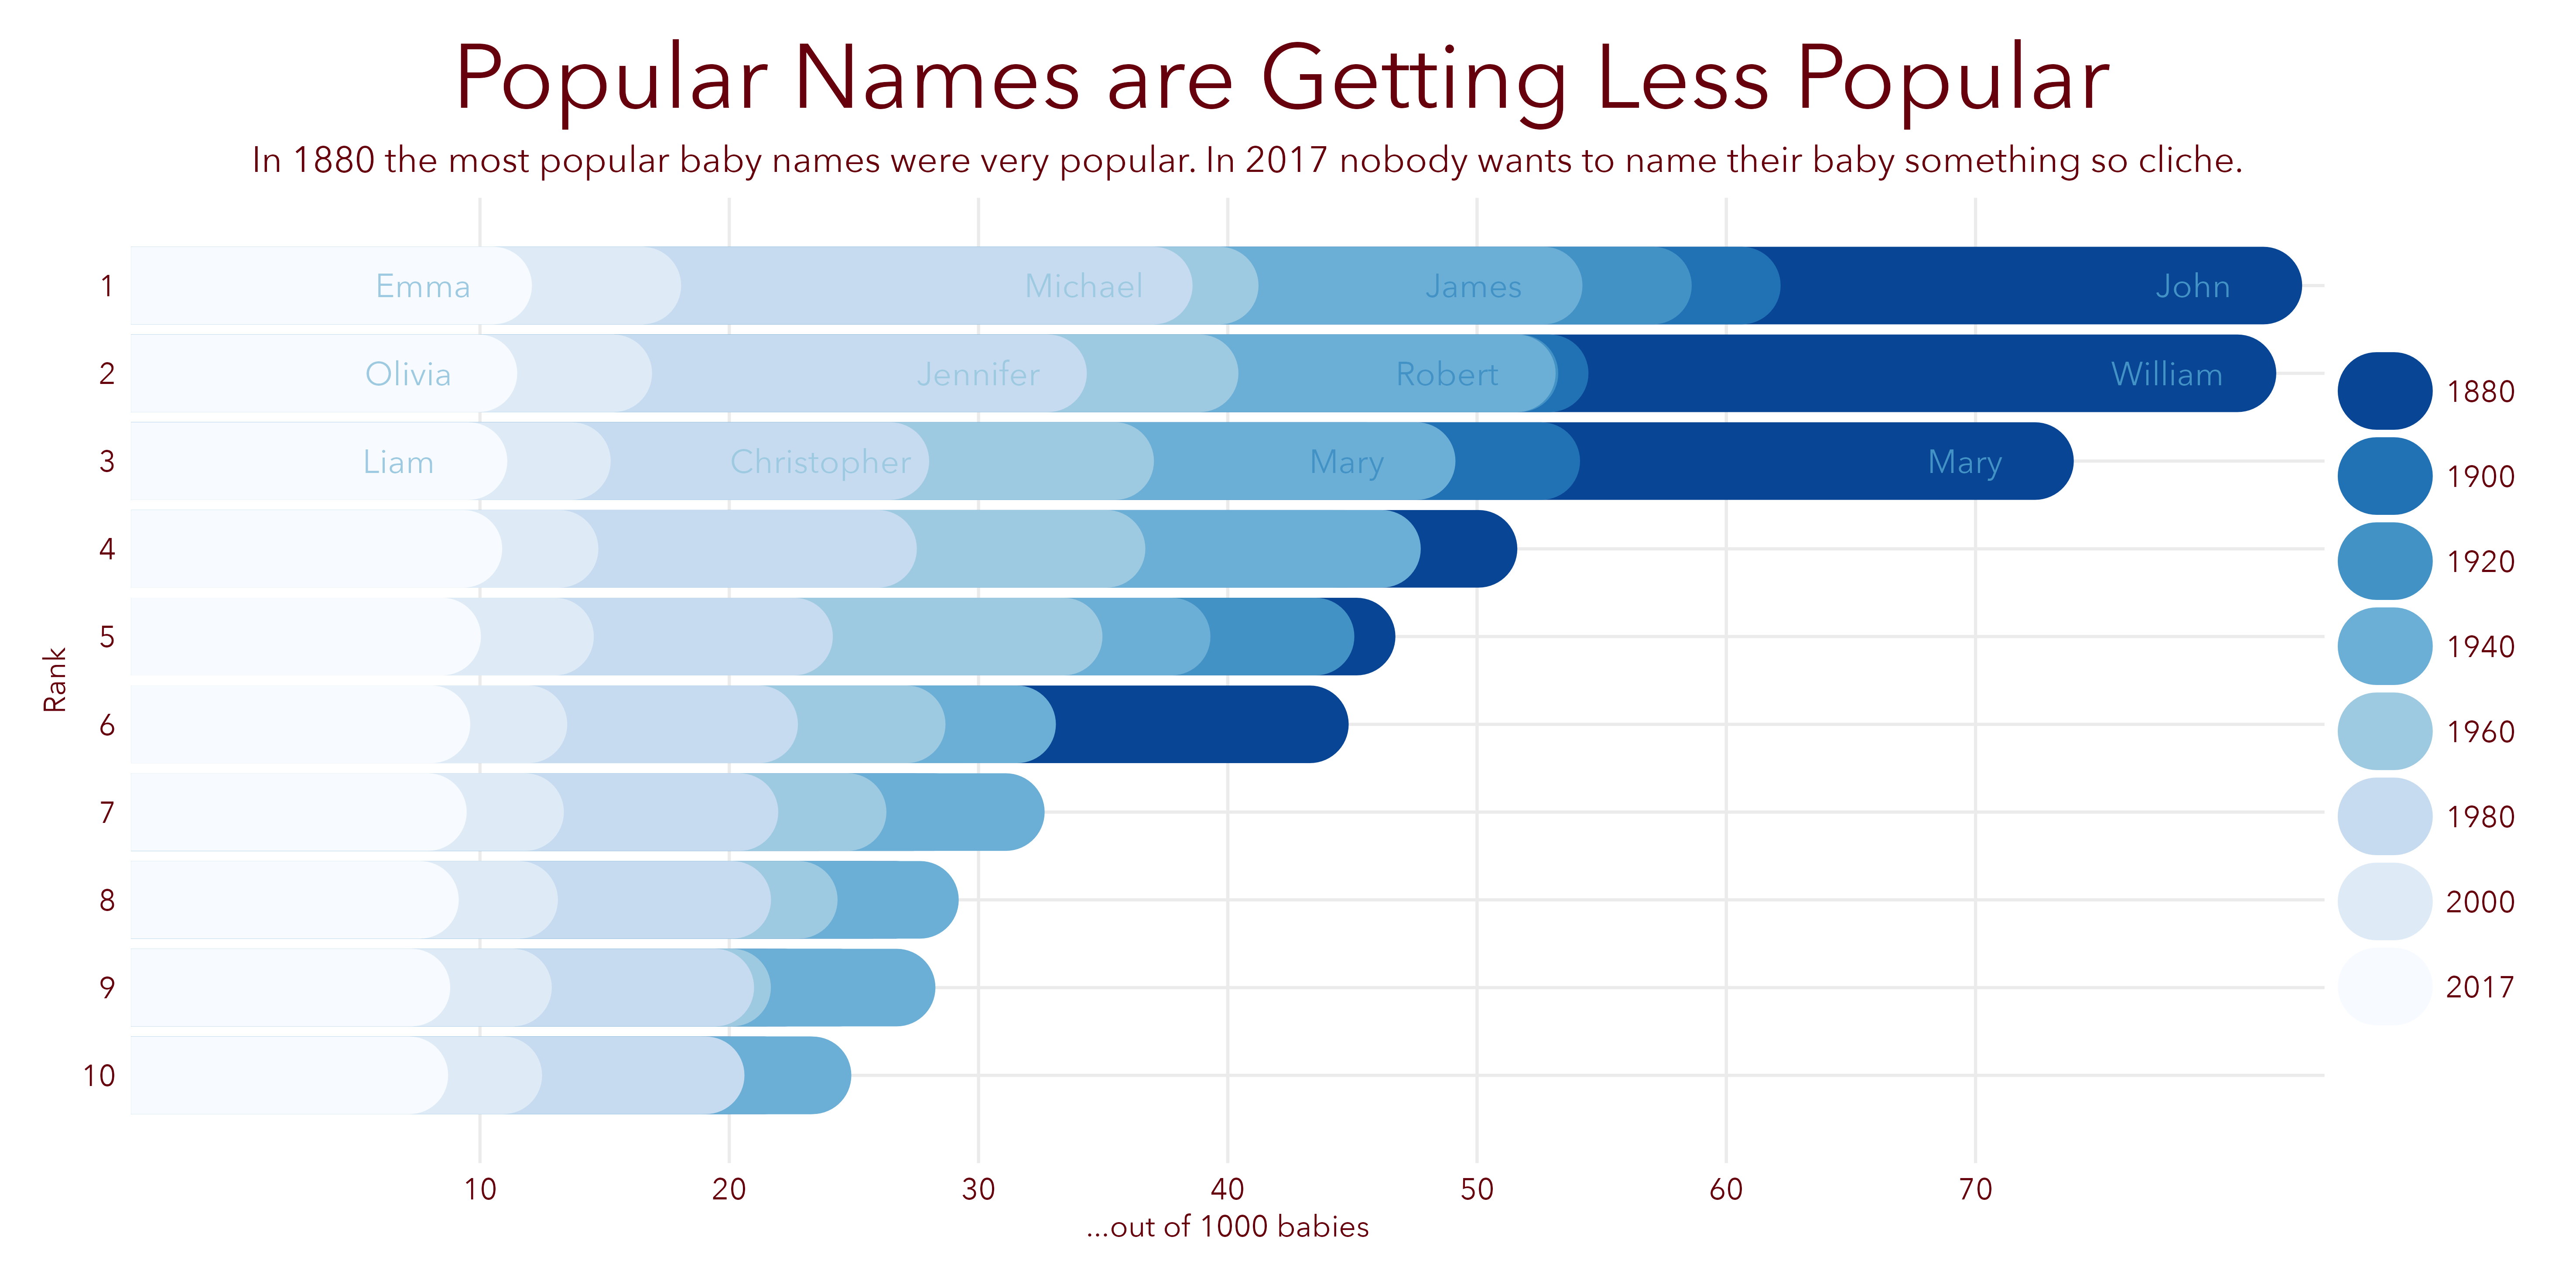 Popular Names are Getting Less Popular
In 1880 the most popular baby names were very popular. In 2017 nobody wants to name their baby something so cliche.
1 Emma Michael James John
2 Olivia Jennifer Robert William
3 Liam Christopher Mary Mary
4
5
6
7
8
9
10
Rank
10 20 30 40 50 60 70
...out of 1000 babies
1880
1900
1920
1940
1960
1980
2000
2017